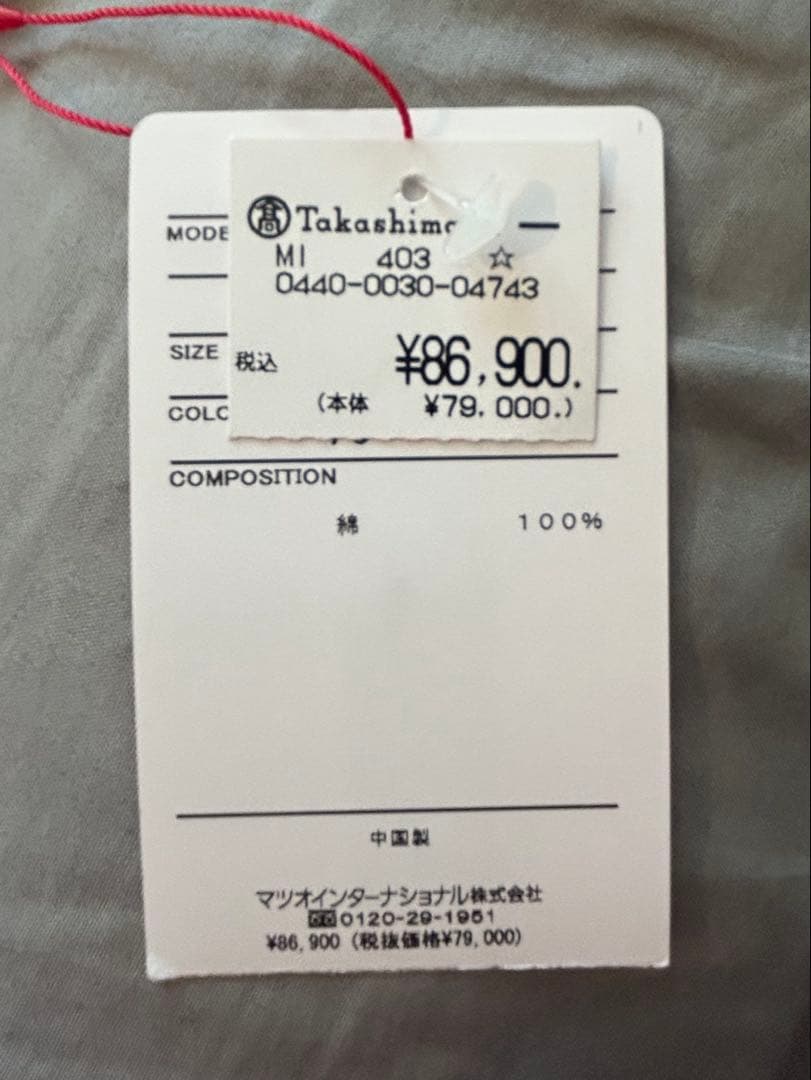 高 Takashim
MI 403 ☆
0440-0030-04743
税込 ¥86,900.
(本体 ¥79.000.)
MODE
SIZE
COLO
COMPOSITION
綿 100%
中国製
マツオインターナショナル株式会社
0120-29-1951
¥86,900 (税抜価格¥79,000)